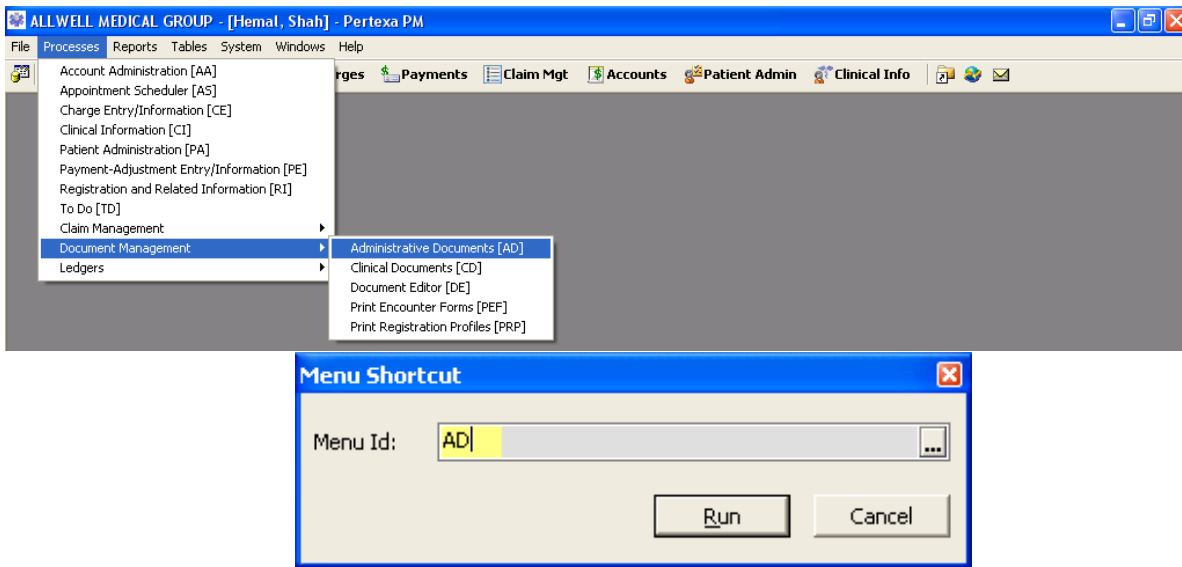 ALLWELL MEDICAL GROUP - [Hemal, Shah] - Pertexa PM
File Processes Reports Tables System Windows Help
rges Payments Claim Mgt Accounts Patient Admin Clinical Info
Account Administration [AA]
Appointment Scheduler [AS]
Charge Entry/Information [CE]
Clinical Information [CI]
Patient Administration [PA]
Payment-Adjustment Entry/Information [PE]
Registration and Related Information [RI]
To Do [TD]
Claim Management
Document Management
Ledgers
Administrative Documents [AD]
Clinical Documents [CD]
Document Editor [DE]
Print Encounter Forms [PEF]
Print Registration Profiles [PRP]
Menu Shortcut
Menu Id: AD ...
Run Cancel